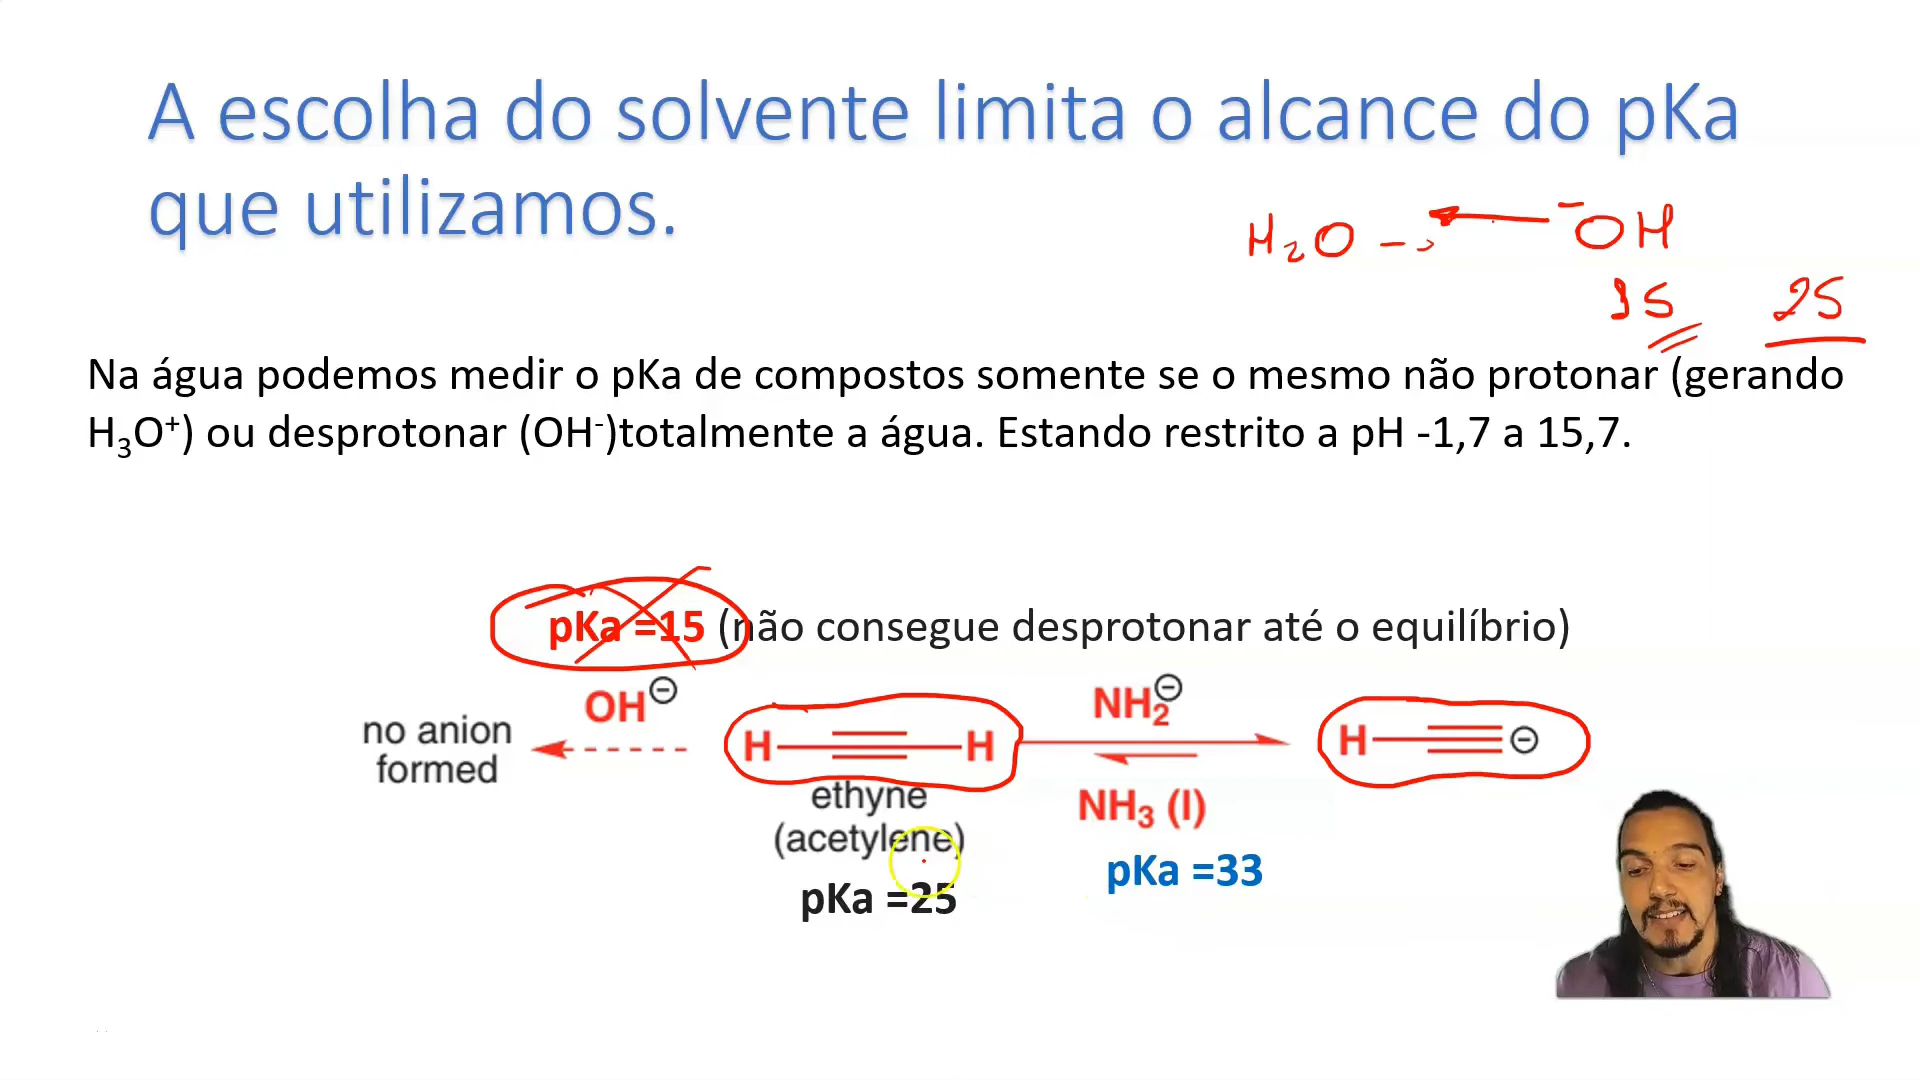 A escolha do solvente limita o alcance do pKa
que utilizamos.
H₂O ⇠ ⁻OH
15 25
Na água podemos medir o pKa de compostos somente se o mesmo não protonar (gerando
H₃O⁺) ou desprotonar (OH⁻)totalmente a água. Estando restrito a pH -1,7 a 15,7.
pKa =15 (não consegue desprotonar até o equilíbrio)
OH⊖
NH₂⊖
no anion
formed
H≡H
H≡⊖
ethyne
(acetylene)
NH₃ (l)
pKa =25
pKa =33